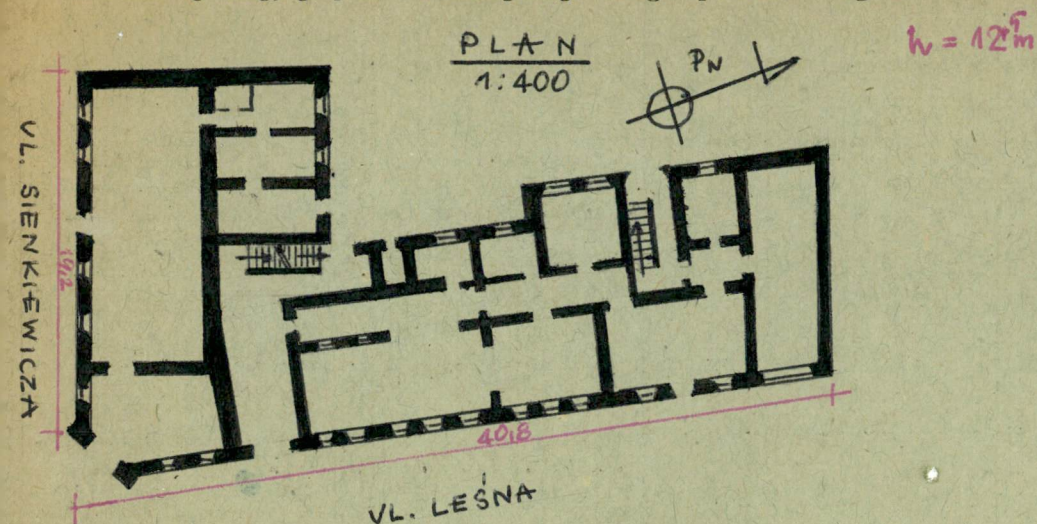 PLAN
1:400
PN
h = 12,5 m
UL. SIENKIEWICZA
19,2
40,8
UL. LEŚNA